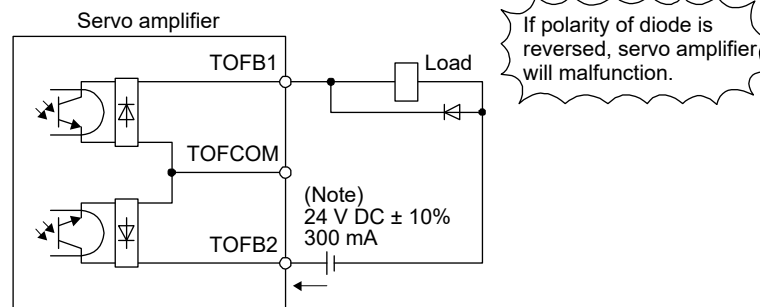 Servo amplifier
If polarity of diode is
reversed, servo amplifier
will malfunction.
TOFB1
Load
TOFCOM
(Note)
24 V DC ± 10%
300 mA
TOFB2